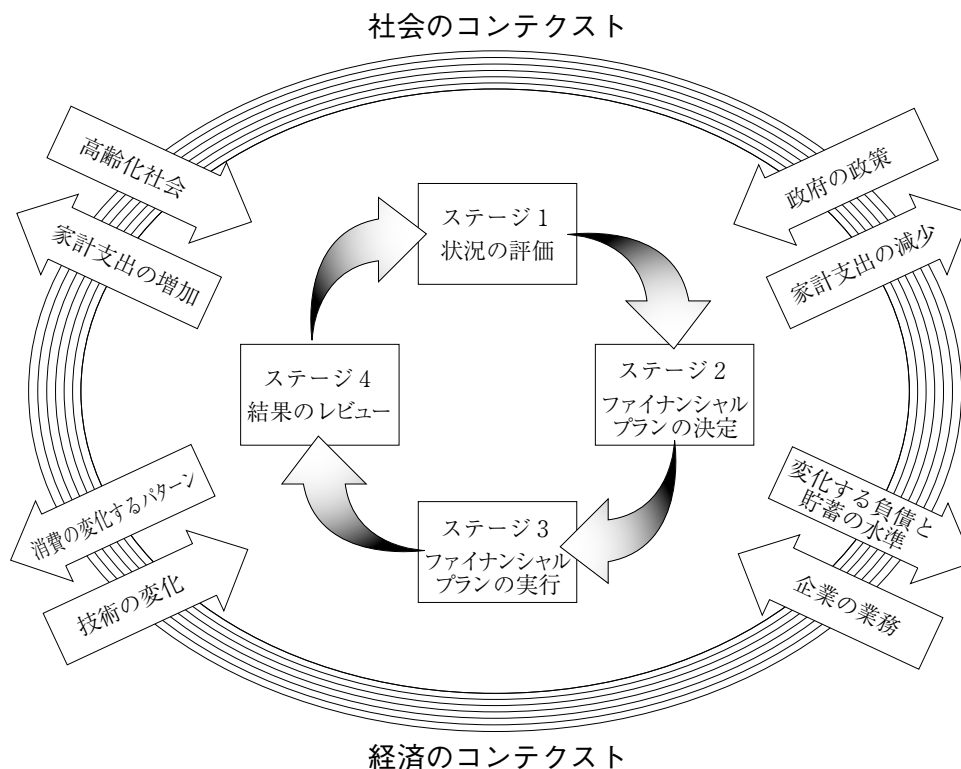 社会のコンテクスト
高齢化社会
家計支出の増加
政府の政策
家計支出の減少
ステージ1
状況の評価
ステージ2
ファイナンシャル
プランの決定
ステージ4
結果のレビュー
ステージ3
ファイナンシャル
プランの実行
消費の変化するパターン
技術の変化
変化する負債と
貯蓄の水準
企業の業務
経済のコンテクスト